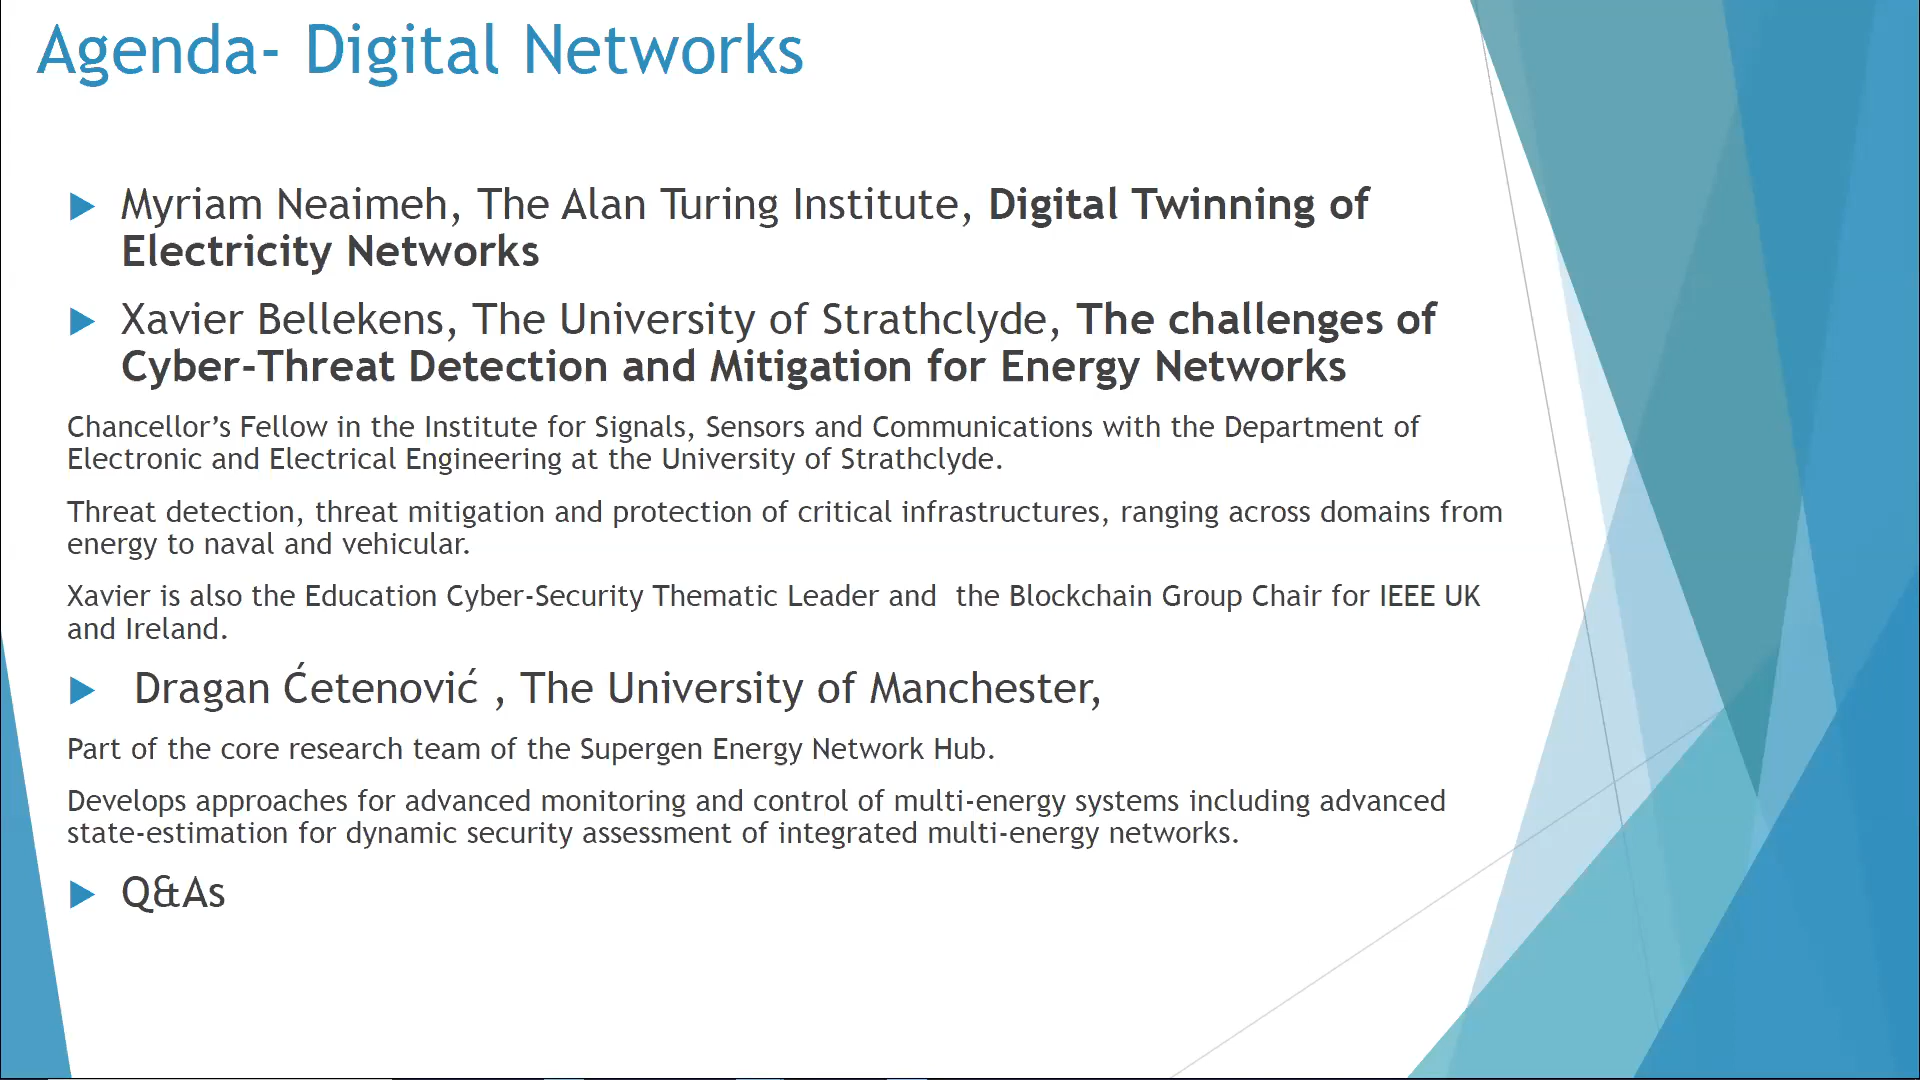 Agenda- Digital Networks
Myriam Neaimeh, The Alan Turing Institute, Digital Twinning of
Electricity Networks
Xavier Bellekens, The University of Strathclyde, The challenges of
Cyber-Threat Detection and Mitigation for Energy Networks
Chancellor’s Fellow in the Institute for Signals, Sensors and Communications with the Department of
Electronic and Electrical Engineering at the University of Strathclyde.
Threat detection, threat mitigation and protection of critical infrastructures, ranging across domains from
energy to naval and vehicular.
Xavier is also the Education Cyber-Security Thematic Leader and  the Blockchain Group Chair for IEEE UK
and Ireland.
Dragan Ćetenović , The University of Manchester,
Part of the core research team of the Supergen Energy Network Hub.
Develops approaches for advanced monitoring and control of multi-energy systems including advanced
state-estimation for dynamic security assessment of integrated multi-energy networks.
Q&As